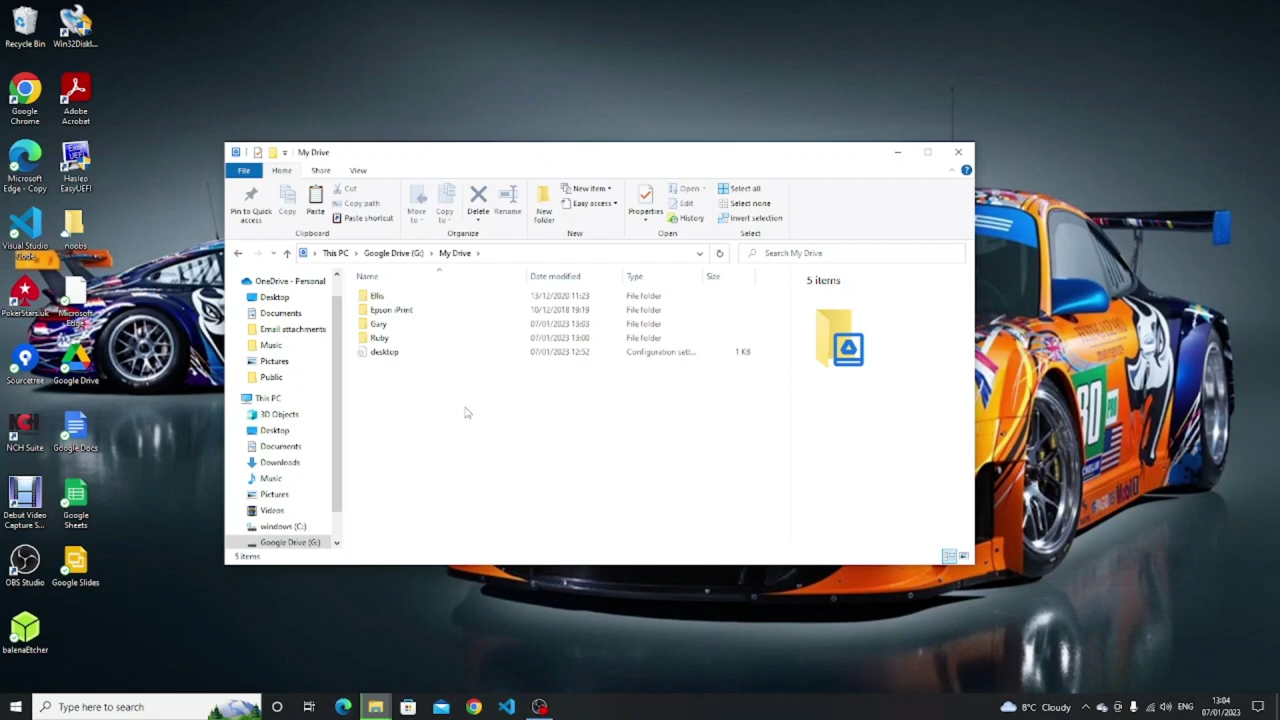 Recycle Bin
Win32DiskI...
Google
Chrome
Adobe
Acrobat
Microsoft
Edge - Copy
Hasleo
EasyUEFI
Visual Studio
Code
noobs
PokerStars.uk
Microsoft
Edge
Sourcetree
Google Drive
NCH Suite
Google Docs
Debut Video
Capture S...
Google
Sheets
OBS Studio
Google Slides
balenaEtcher
My Drive
File
Home
Share
View
Pin to Quick
access
Copy
Paste
Cut
Copy path
Paste shortcut
Clipboard
Move
to
Copy
to
Delete
Rename
Organize
New
folder
New item
Easy access
New
Properties
Open
Edit
History
Open
Select all
Select none
Invert selection
Select
This PC > Google Drive (G:) > My Drive >
Search My Drive
OneDrive - Personal
Desktop
Documents
Email attachments
Music
Pictures
Public
This PC
3D Objects
Desktop
Documents
Downloads
Music
Pictures
Videos
windows (C:)
Google Drive (G:)
Name Date modified Type Size
Ellis 13/12/2020 11:23 File folder
Epson iPrint 10/12/2018 19:19 File folder
Gary 07/01/2023 13:03 File folder
Ruby 07/01/2023 13:00 File folder
desktop 07/01/2023 12:52 Configuration sett... 1 KB
5 items
5 items
80
Type here to search
8°C Cloudy
ENG
13:04
07/01/2023